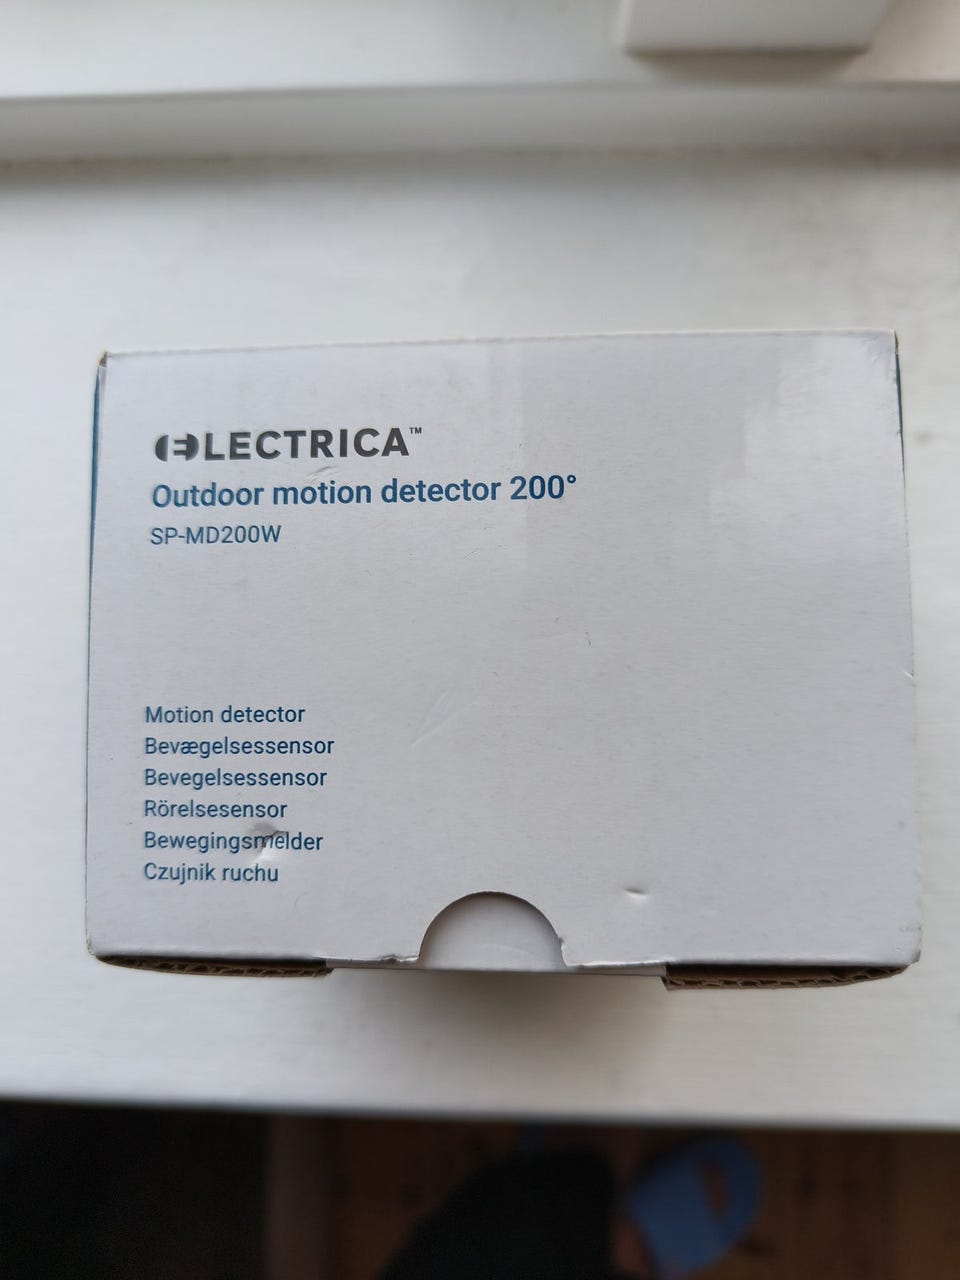 ELECTRICA™
Outdoor motion detector 200°
SP-MD200W
Motion detector
Bevægelsessensor
Bevegelsessensor
Rörelsesensor
Bewegingsmelder
Czujnik ruchu